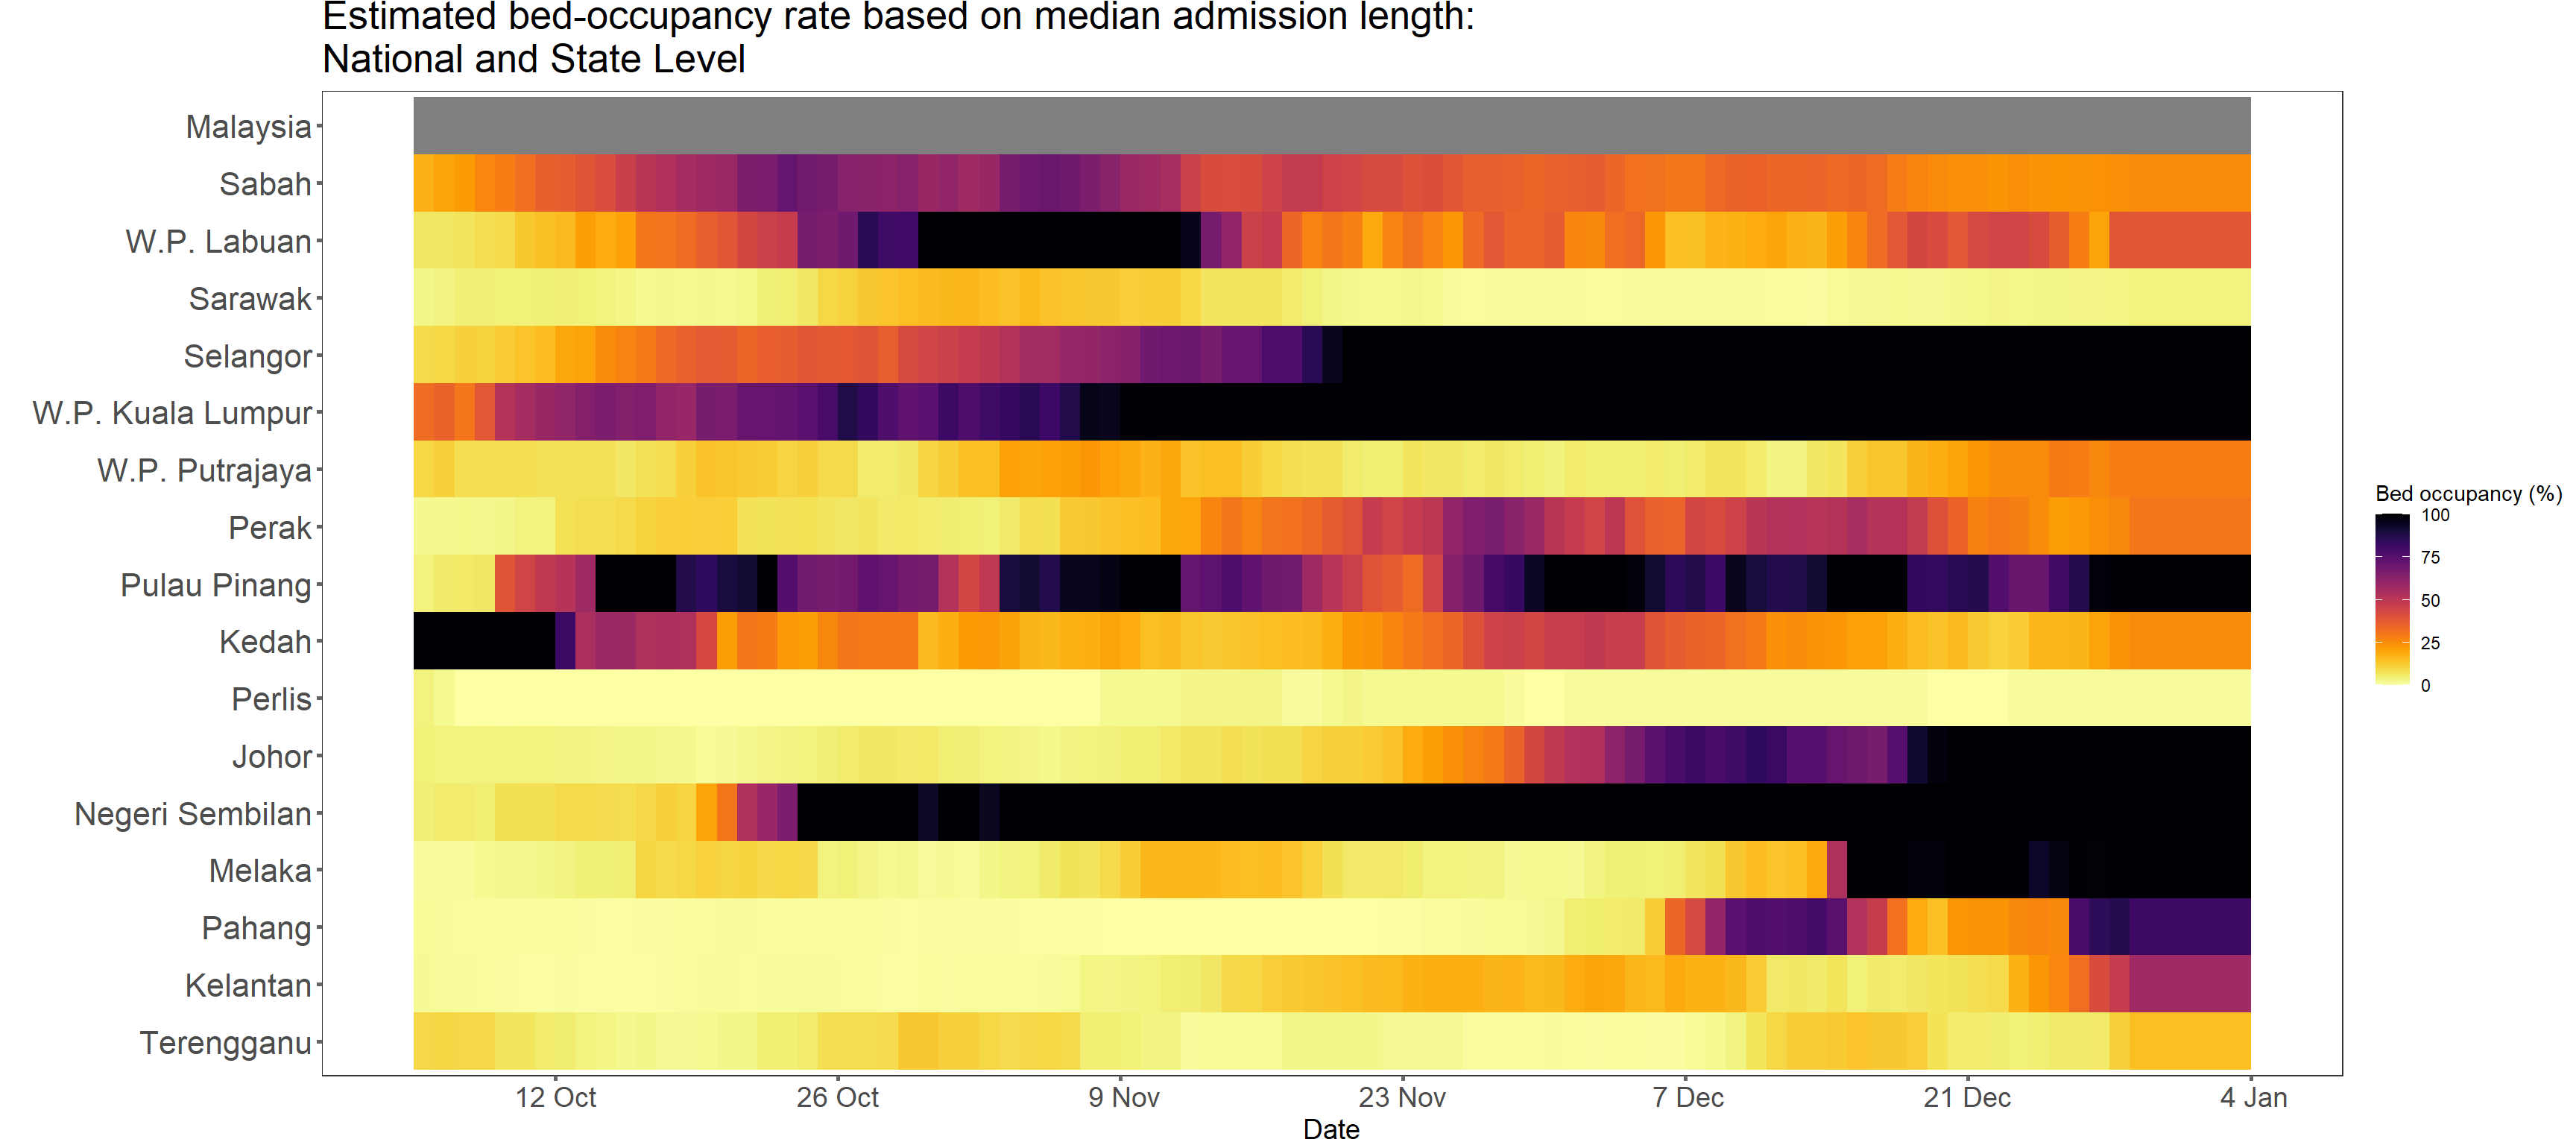 Estimated bed-occupancy rate based on median admission length:
National and State Level
Malaysia
Sabah
W.P. Labuan
Sarawak
Selangor
W.P. Kuala Lumpur
W.P. Putrajaya
Perak
Pulau Pinang
Kedah
Perlis
Johor
Negeri Sembilan
Melaka
Pahang
Kelantan
Terengganu
12 Oct
26 Oct
9 Nov
23 Nov
7 Dec
21 Dec
4 Jan
Date
Bed occupancy (%)
100
75
50
25
0